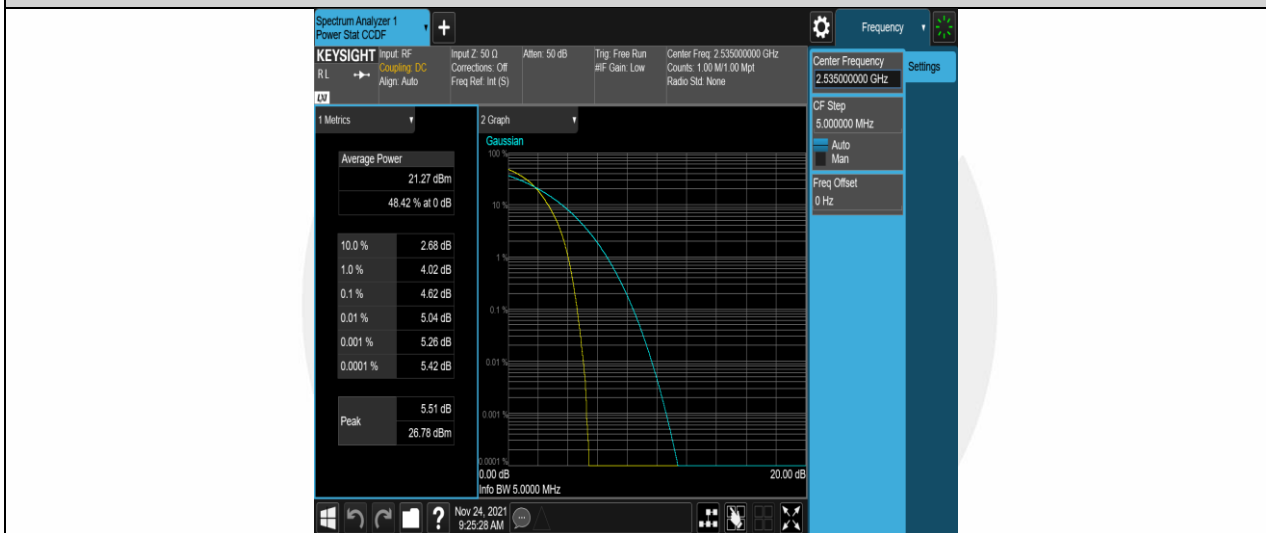 Spectrum Analyzer 1
Power Stat CCDF
+
Frequency
KEYSIGHT
RL
LXI
Input: RF
Coupling: DC
Align: Auto
Input Z: 50 Ω
Corrections: Off
Freq Ref: Int (S)
Atten: 50 dB
Trig: Free Run
#IF Gain: Low
Center Freq: 2.535000000 GHz
Counts: 1.00 M/1.00 Mpt
Radio Std: None
Center Frequency
2.535000000 GHz
Settings
CF Step
5.000000 MHz
Auto
Man
Freq Offset
0 Hz
1 Metrics
Average Power
21.27 dBm
48.42 % at 0 dB
10.0 % 2.68 dB
1.0 % 4.02 dB
0.1 % 4.62 dB
0.01 % 5.04 dB
0.001 % 5.26 dB
0.0001 % 5.42 dB
Peak
5.51 dB
26.78 dBm
2 Graph
Gaussian
100 %
10 %
1 %
0.1 %
0.01 %
0.001 %
0.0001 %
0.00 dB 20.00 dB
Info BW 5.0000 MHz
?
Nov 24, 2021
9:25:28 AM